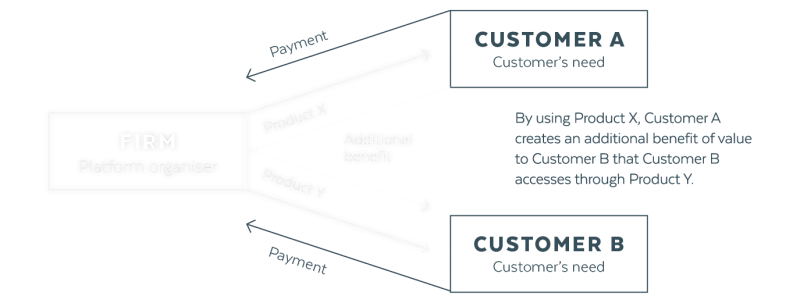 Payment
CUSTOMER A
Customer's need
Product X
FIRM
Platform organiser
Additional
benefit
By using Product X, Customer A
creates an additional benefit of value
to Customer B that Customer B
accesses through Product Y.
Product Y
CUSTOMER B
Customer's need
Payment